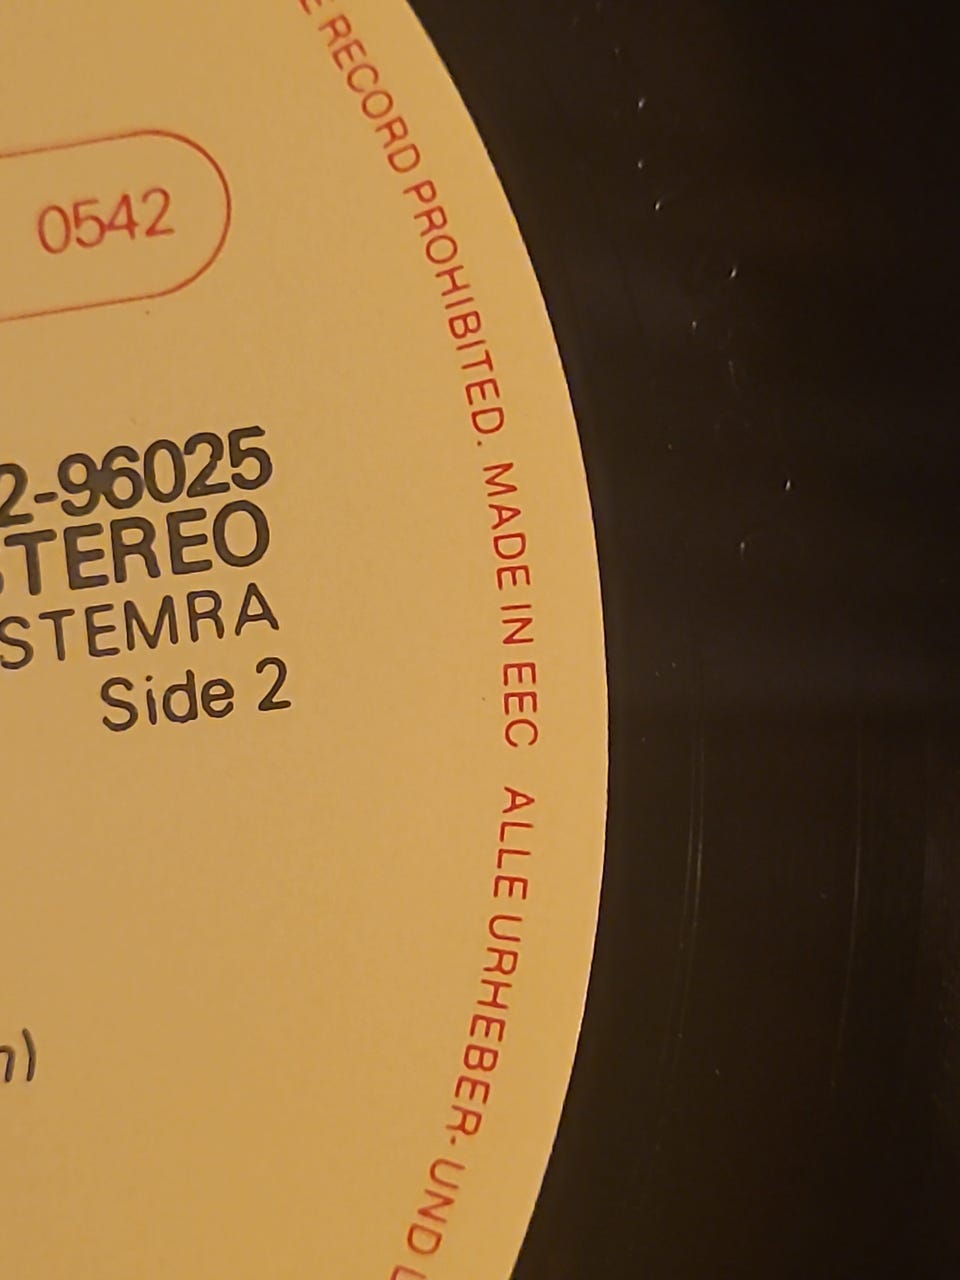 RECORD PROHIBITED. MADE IN EEC ALLE URHEBER- UND
0542
2-96025
STEREO
STEMRA
Side 2